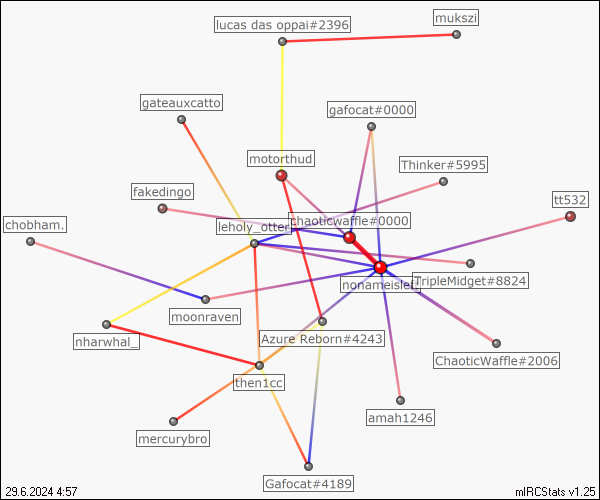 lucas das oppai#2396
mukszi
gateauxcatto
gafocat#0000
motorthud
Thinker#5995
fakedingo
tt532
chaoticwaffle#0000
chobham.
leholy_otter
TripleMidget#8824
nonameisleft
moonraven
nharwhal_
Azure Reborn#4243
ChaoticWaffle#2006
then1cc
amah1246
mercurybro
Gafocat#4189
29.6.2024 4:57
mIRCStats v1.25